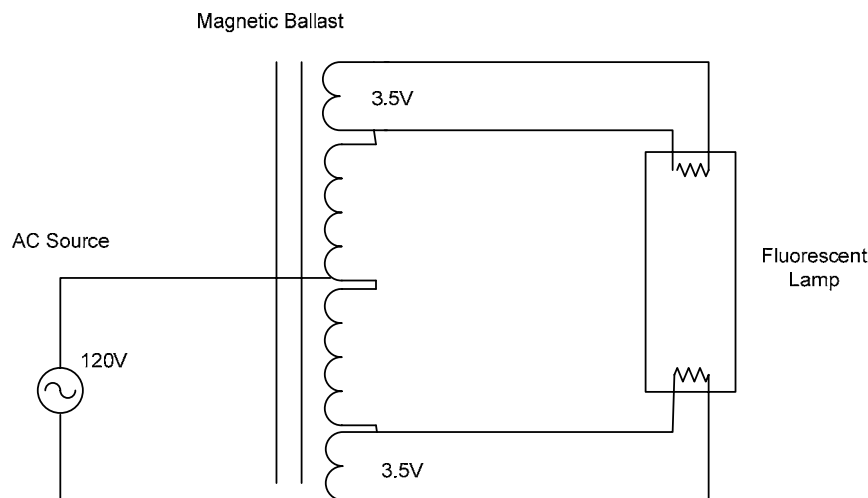 Magnetic Ballast
3.5V
AC Source
Fluorescent
Lamp
120V
3.5V